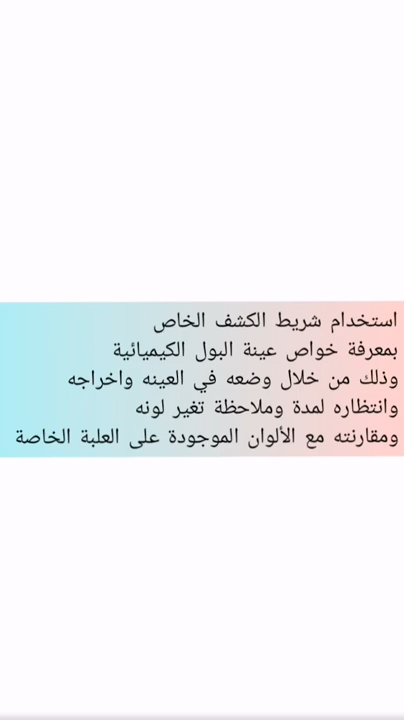 استخدام شريط الكشف الخاص
بمعرفة خواص عينة البول الكيميائية
وذلك من خلال وضعه في العينه واخراجه
وانتظاره لمدة وملاحظة تغير لونه
ومقارنته مع الألوان الموجودة على العلبة الخاصة